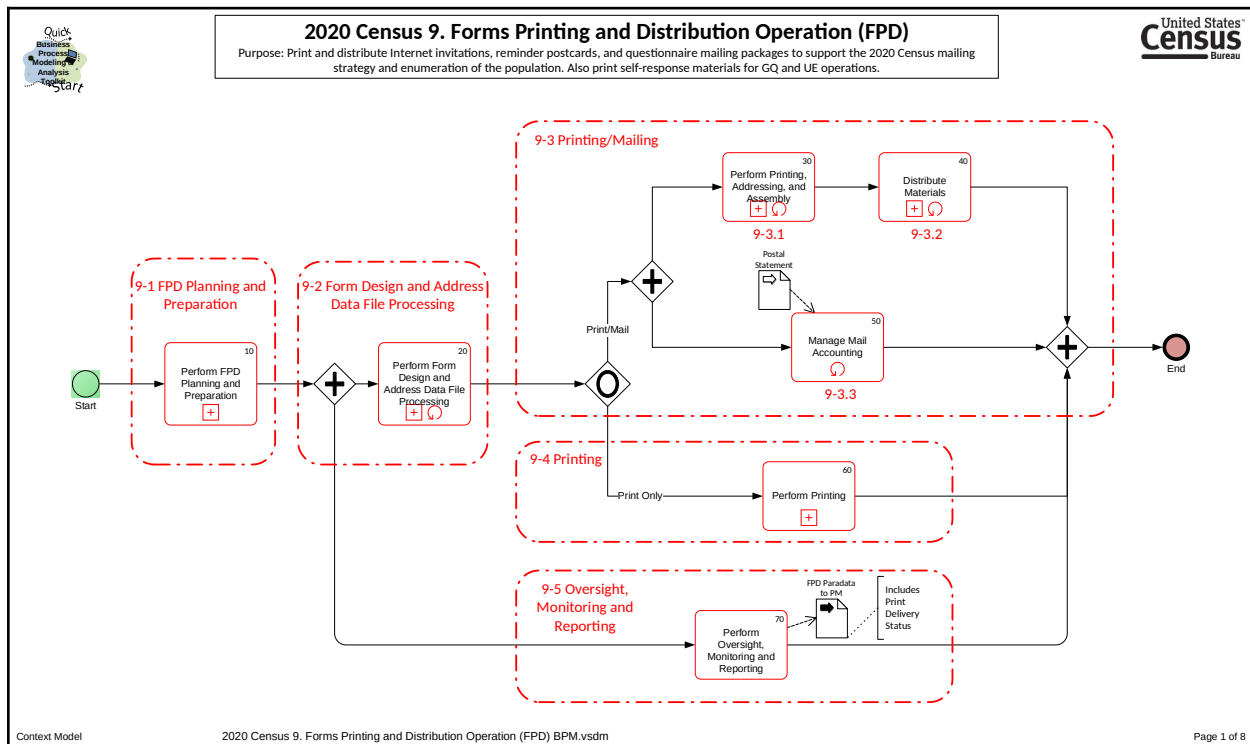 Quick
Business
Process
Modeling &
Analysis
Toolkit
Start
2020 Census 9. Forms Printing and Distribution Operation (FPD)
Purpose: Print and distribute Internet invitations, reminder postcards, and questionnaire mailing packages to support the 2020 Census mailing
strategy and enumeration of the population. Also print self-response materials for GQ and UE operations.
United States™
Census
Bureau
9-3 Printing/Mailing
30
Perform Printing,
Addressing, and
Assembly
9-3.1
40
Distribute
Materials
9-3.2
Postal
Statement
50
Manage Mail
Accounting
9-3.3
9-1 FPD Planning and
Preparation
10
Perform FPD
Planning and
Preparation
Start
9-2 Form Design and Address
Data File Processing
20
Perform Form
Design and
Address Data File
Processing
Print/Mail
End
9-4 Printing
Print Only
60
Perform Printing
9-5 Oversight,
Monitoring and
Reporting
70
Perform
Oversight,
Monitoring and
Reporting
FPD Paradata
to PM
Includes
Print
Delivery
Status
Context Model
2020 Census 9. Forms Printing and Distribution Operation (FPD) BPM.vsdm
Page 1 of 8